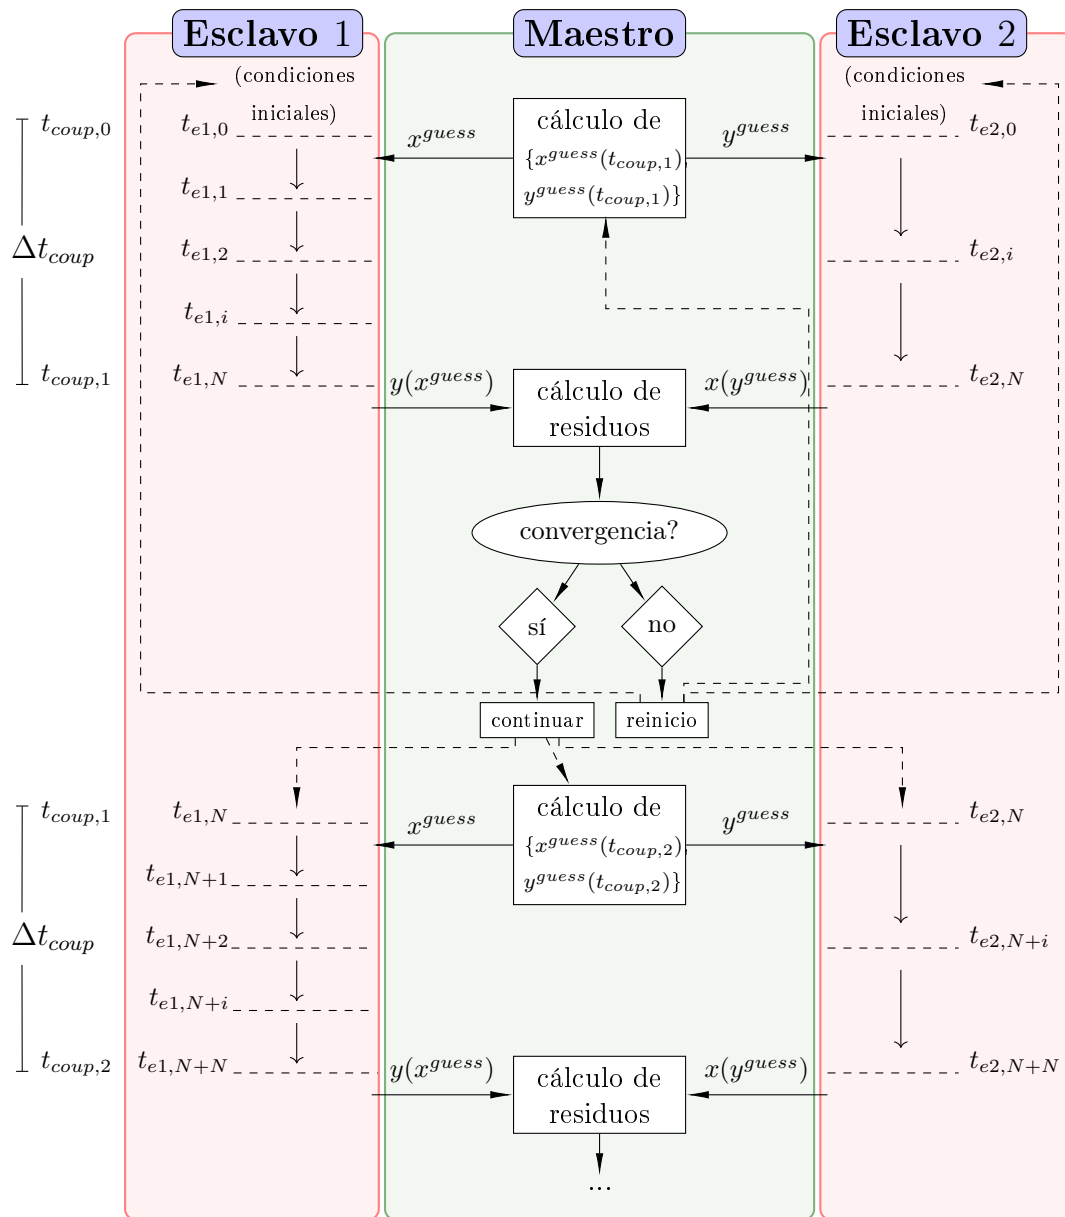 Esclavo 1
Maestro
Esclavo 2
(condiciones
iniciales)
(condiciones
iniciales)
t_{coup,0}
t_{e1,0}
x^{guess}
cálculo de
{x^{guess}(t_{coup,1}),
y^{guess}(t_{coup,1})}
y^{guess}
t_{e2,0}
t_{e1,1}
Δt_{coup}
t_{e1,2}
t_{e2,i}
t_{e1,i}
t_{coup,1}
t_{e1,N}
y(x^{guess})
cálculo de
residuos
x(y^{guess})
t_{e2,N}
convergencia?
sí
no
continuar
reinicio
t_{coup,1}
t_{e1,N}
x^{guess}
cálculo de
{x^{guess}(t_{coup,2}),
y^{guess}(t_{coup,2})}
y^{guess}
t_{e2,N}
t_{e1,N+1}
Δt_{coup}
t_{e1,N+2}
t_{e2,N+i}
t_{e1,N+i}
t_{coup,2}
t_{e1,N+N}
y(x^{guess})
cálculo de
residuos
x(y^{guess})
t_{e2,N+N}
...